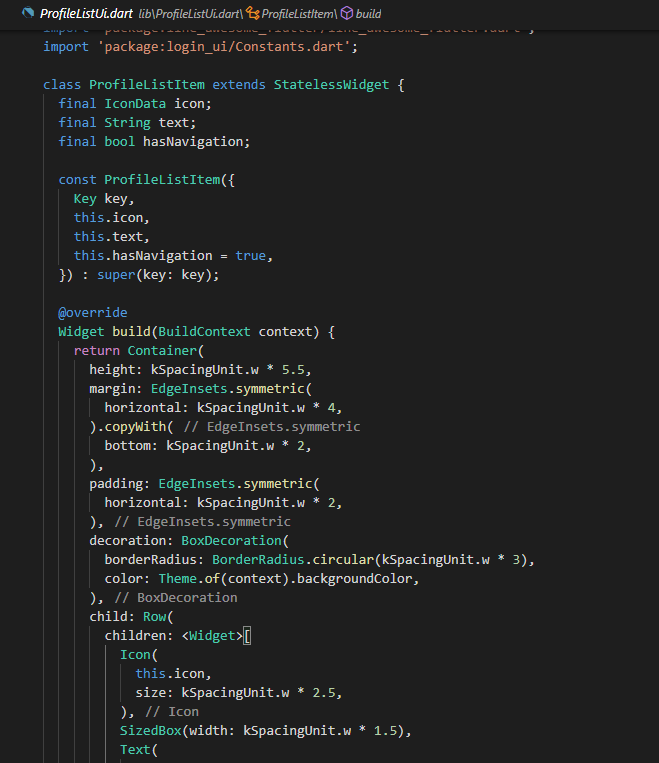 ProfileListUi.dart lib\ProfileListUi.dart\ ProfileListItem\ build
import 'package:line_awesome_flutter/line_awesome_flutter.dart';
import 'package:login_ui/Constants.dart';
class ProfileListItem extends StatelessWidget {
final IconData icon;
final String text;
final bool hasNavigation;
const ProfileListItem({
Key key,
this.icon,
this.text,
this.hasNavigation = true,
}) : super(key: key);
@override
Widget build(BuildContext context) {
return Container(
height: kSpacingUnit.w * 5.5,
margin: EdgeInsets.symmetric(
horizontal: kSpacingUnit.w * 4,
).copyWith( // EdgeInsets.symmetric
bottom: kSpacingUnit.w * 2,
),
padding: EdgeInsets.symmetric(
horizontal: kSpacingUnit.w * 2,
), // EdgeInsets.symmetric
decoration: BoxDecoration(
borderRadius: BorderRadius.circular(kSpacingUnit.w * 3),
color: Theme.of(context).backgroundColor,
), // BoxDecoration
child: Row(
children: <Widget>[
Icon(
this.icon,
size: kSpacingUnit.w * 2.5,
), // Icon
SizedBox(width: kSpacingUnit.w * 1.5),
Text(